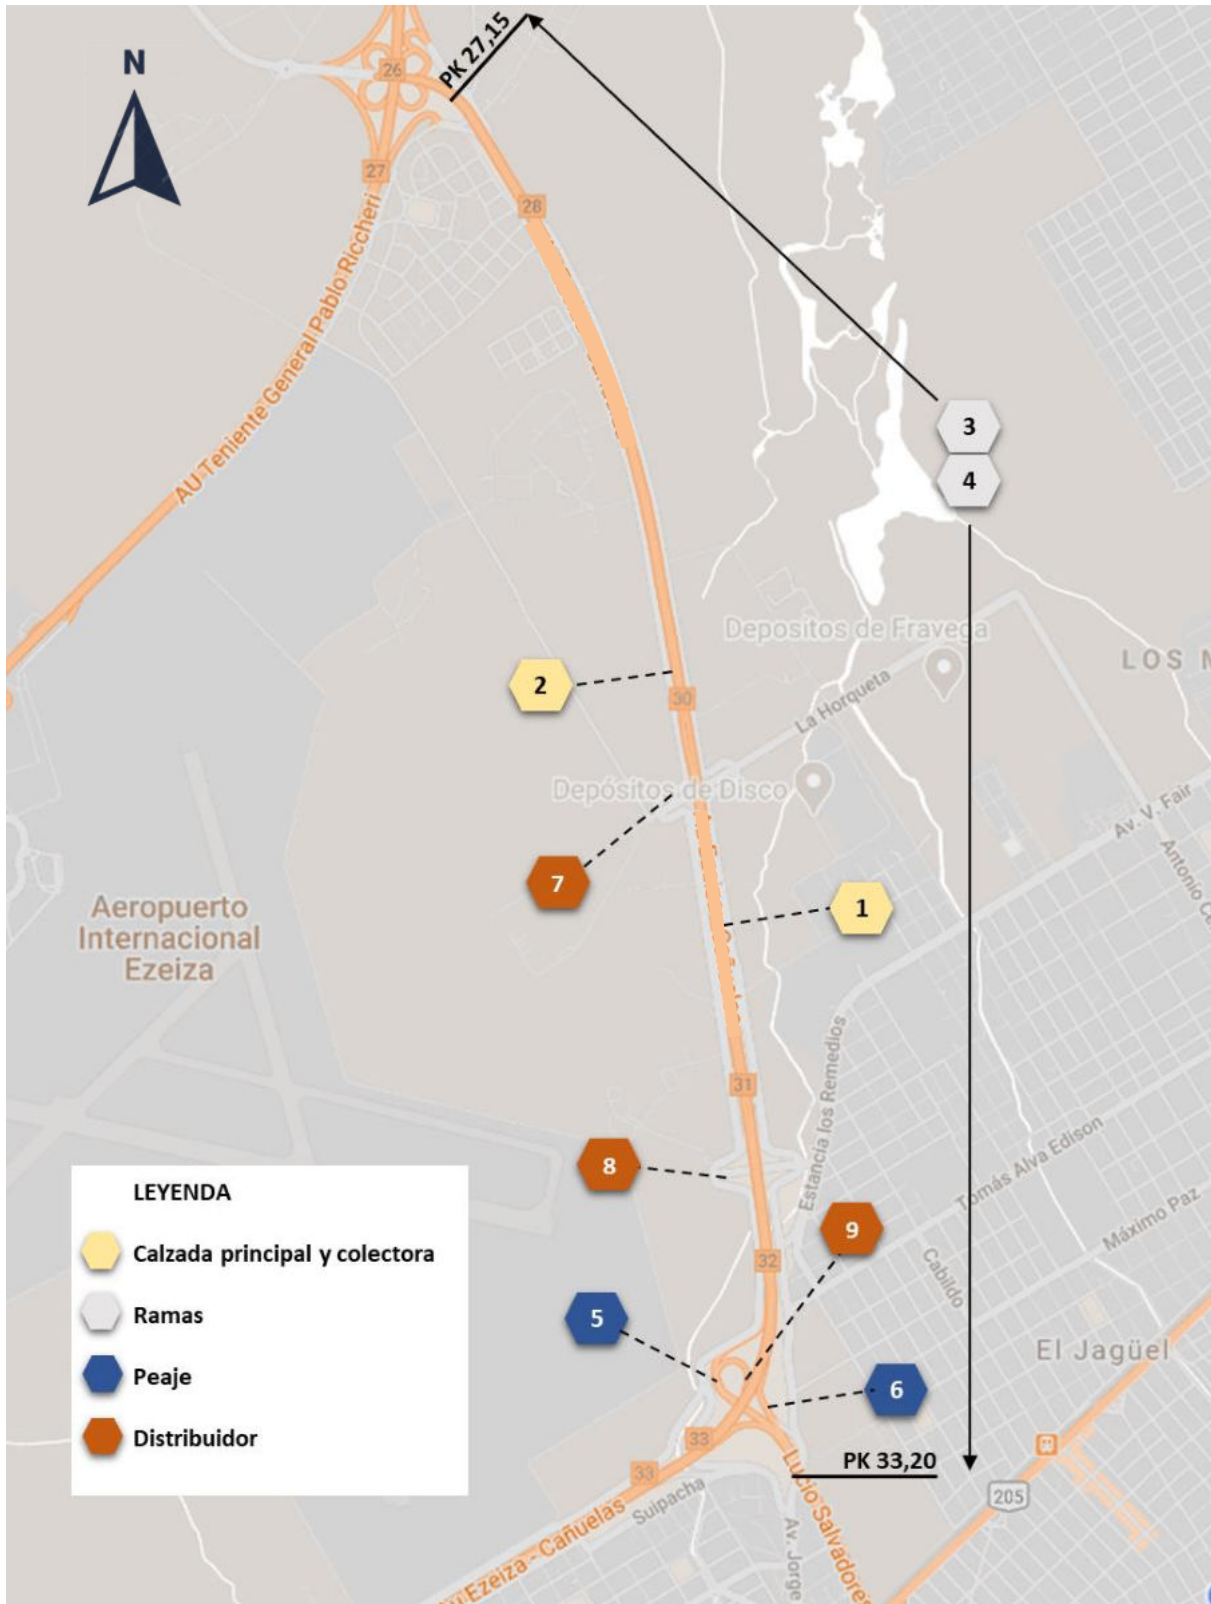 PK 27,15
N
26
27
28
AU Teniente General Pablo Riccheri
3
4
Depositos de Fravega
LOS
2
30
La Horqueta
Depósitos de Disco
Av. V. Fair
7
1
Antonio
Aeropuerto
Internacional
Ezeiza
Estancia los Remedios
31
8
Tomás Alva Edison
LEYENDA
9
Máximo Paz
Calzada principal y colectora
32
Cabildo
Ramas
5
El Jagüel
Peaje
6
Distribuidor
33
PK 33,20
33
Lucio Salvadores
205
Suipacha
Ezeiza - Cañuelas
Av. Jorge